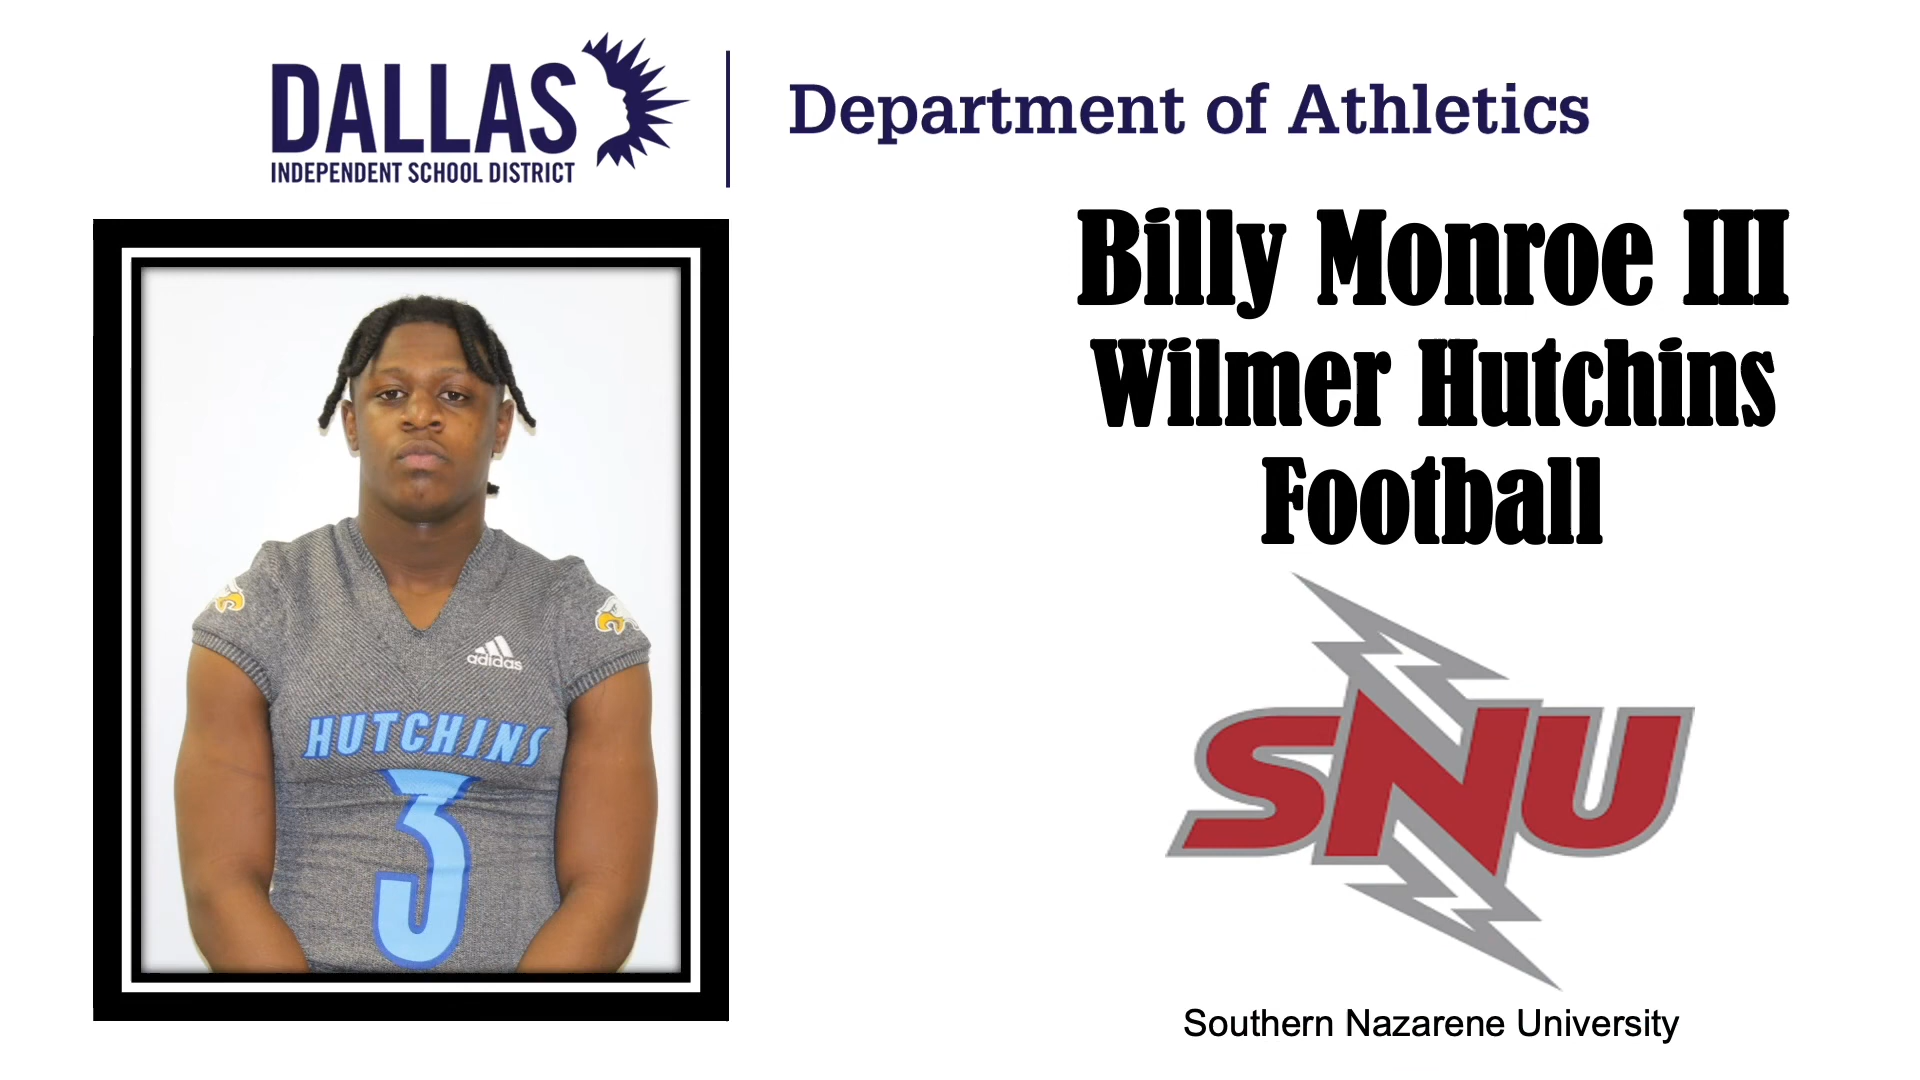 DALLAS
INDEPENDENT SCHOOL DISTRICT
Department of Athletics
Billy Monroe III
Wilmer Hutchins
Football
adidas
HUTCHINS
3
SNU
Southern Nazarene University